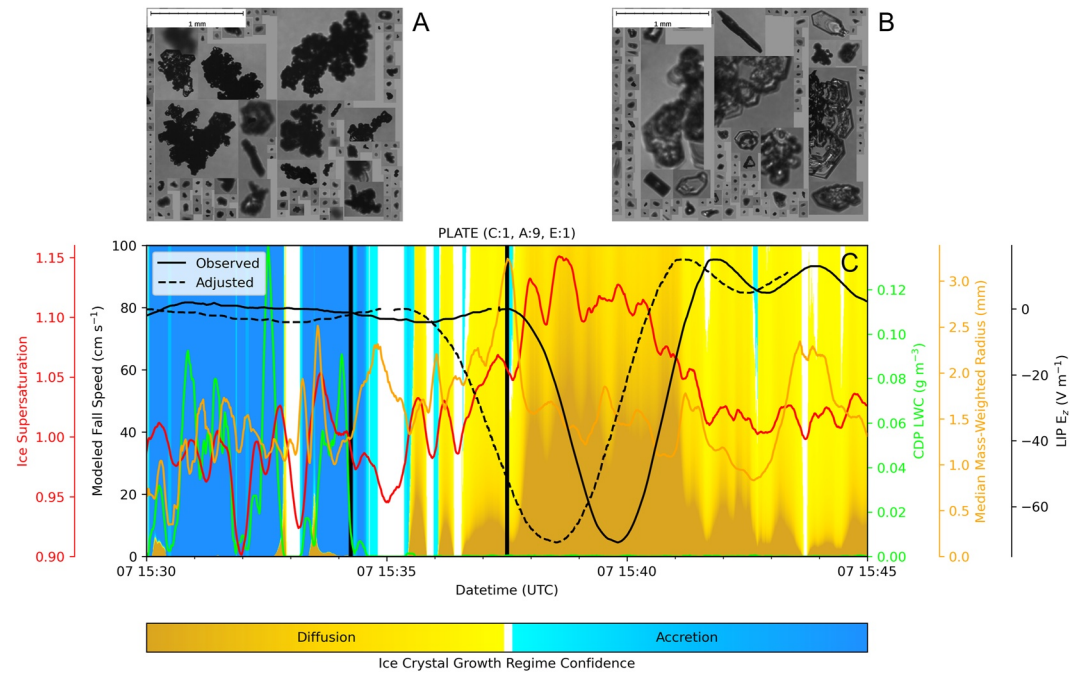 1 mm
A
1 mm
B
PLATE (C:1, A:9, E:1)
C
Observed
Adjusted
1.15
1.10
1.05
1.00
0.95
0.90
Ice Supersaturation
100
80
60
40
20
0
Modeled Fall Speed (cm s⁻¹)
0.12
0.10
0.08
0.06
0.04
0.02
0.00
CDP LWC (g m⁻³)
3.0
2.5
2.0
1.5
1.0
0.5
0.0
Median Mass-Weighted Radius (mm)
0
−20
−40
−60
LIP E_z (V m⁻¹)
07 15:30 07 15:35 07 15:40 07 15:45
Datetime (UTC)
Diffusion Accretion
Ice Crystal Growth Regime Confidence